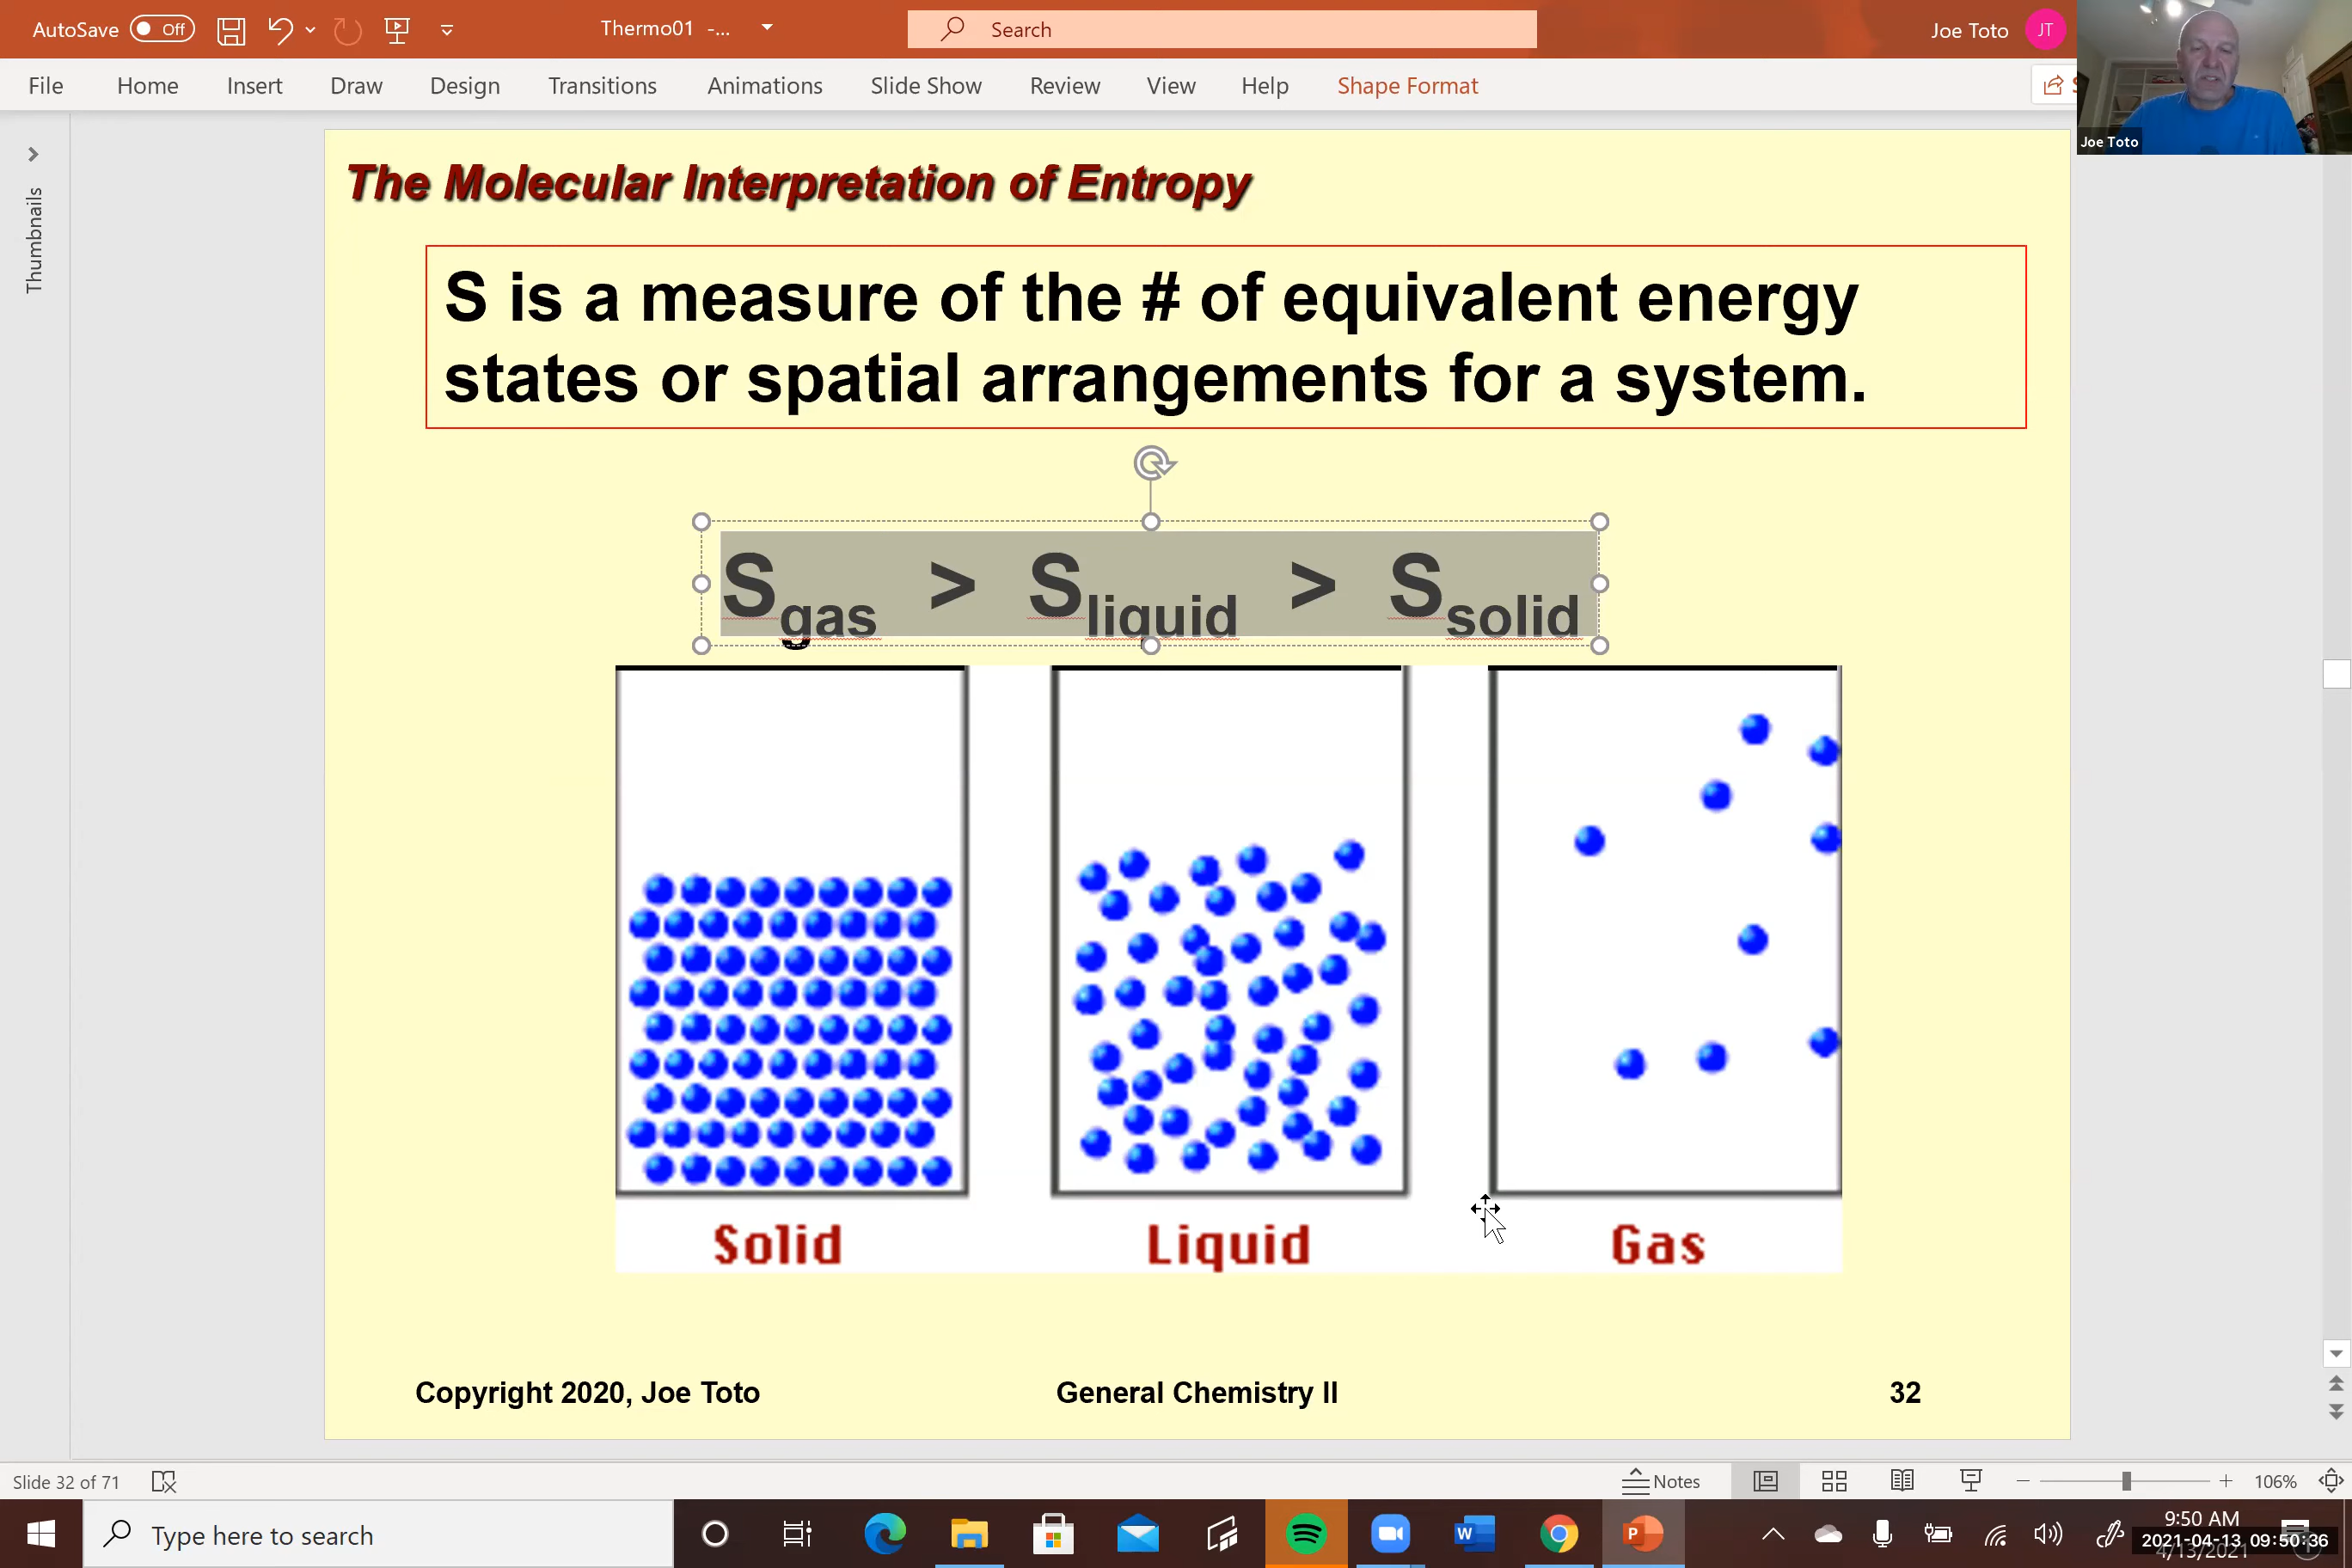 AutoSave Off Thermo01 -... Search Joe Toto JT
File Home Insert Draw Design Transitions Animations Slide Show Review View Help Shape Format
Joe Toto
Thumbnails
The Molecular Interpretation of Entropy
S is a measure of the # of equivalent energy
states or spatial arrangements for a system.
Sgas > Sliquid > Ssolid
Solid Liquid Gas
Copyright 2020, Joe Toto General Chemistry II 32
Slide 32 of 71 Notes 106%
Type here to search
9:50 AM
2021-04-13 09:50:36
4/13/2021